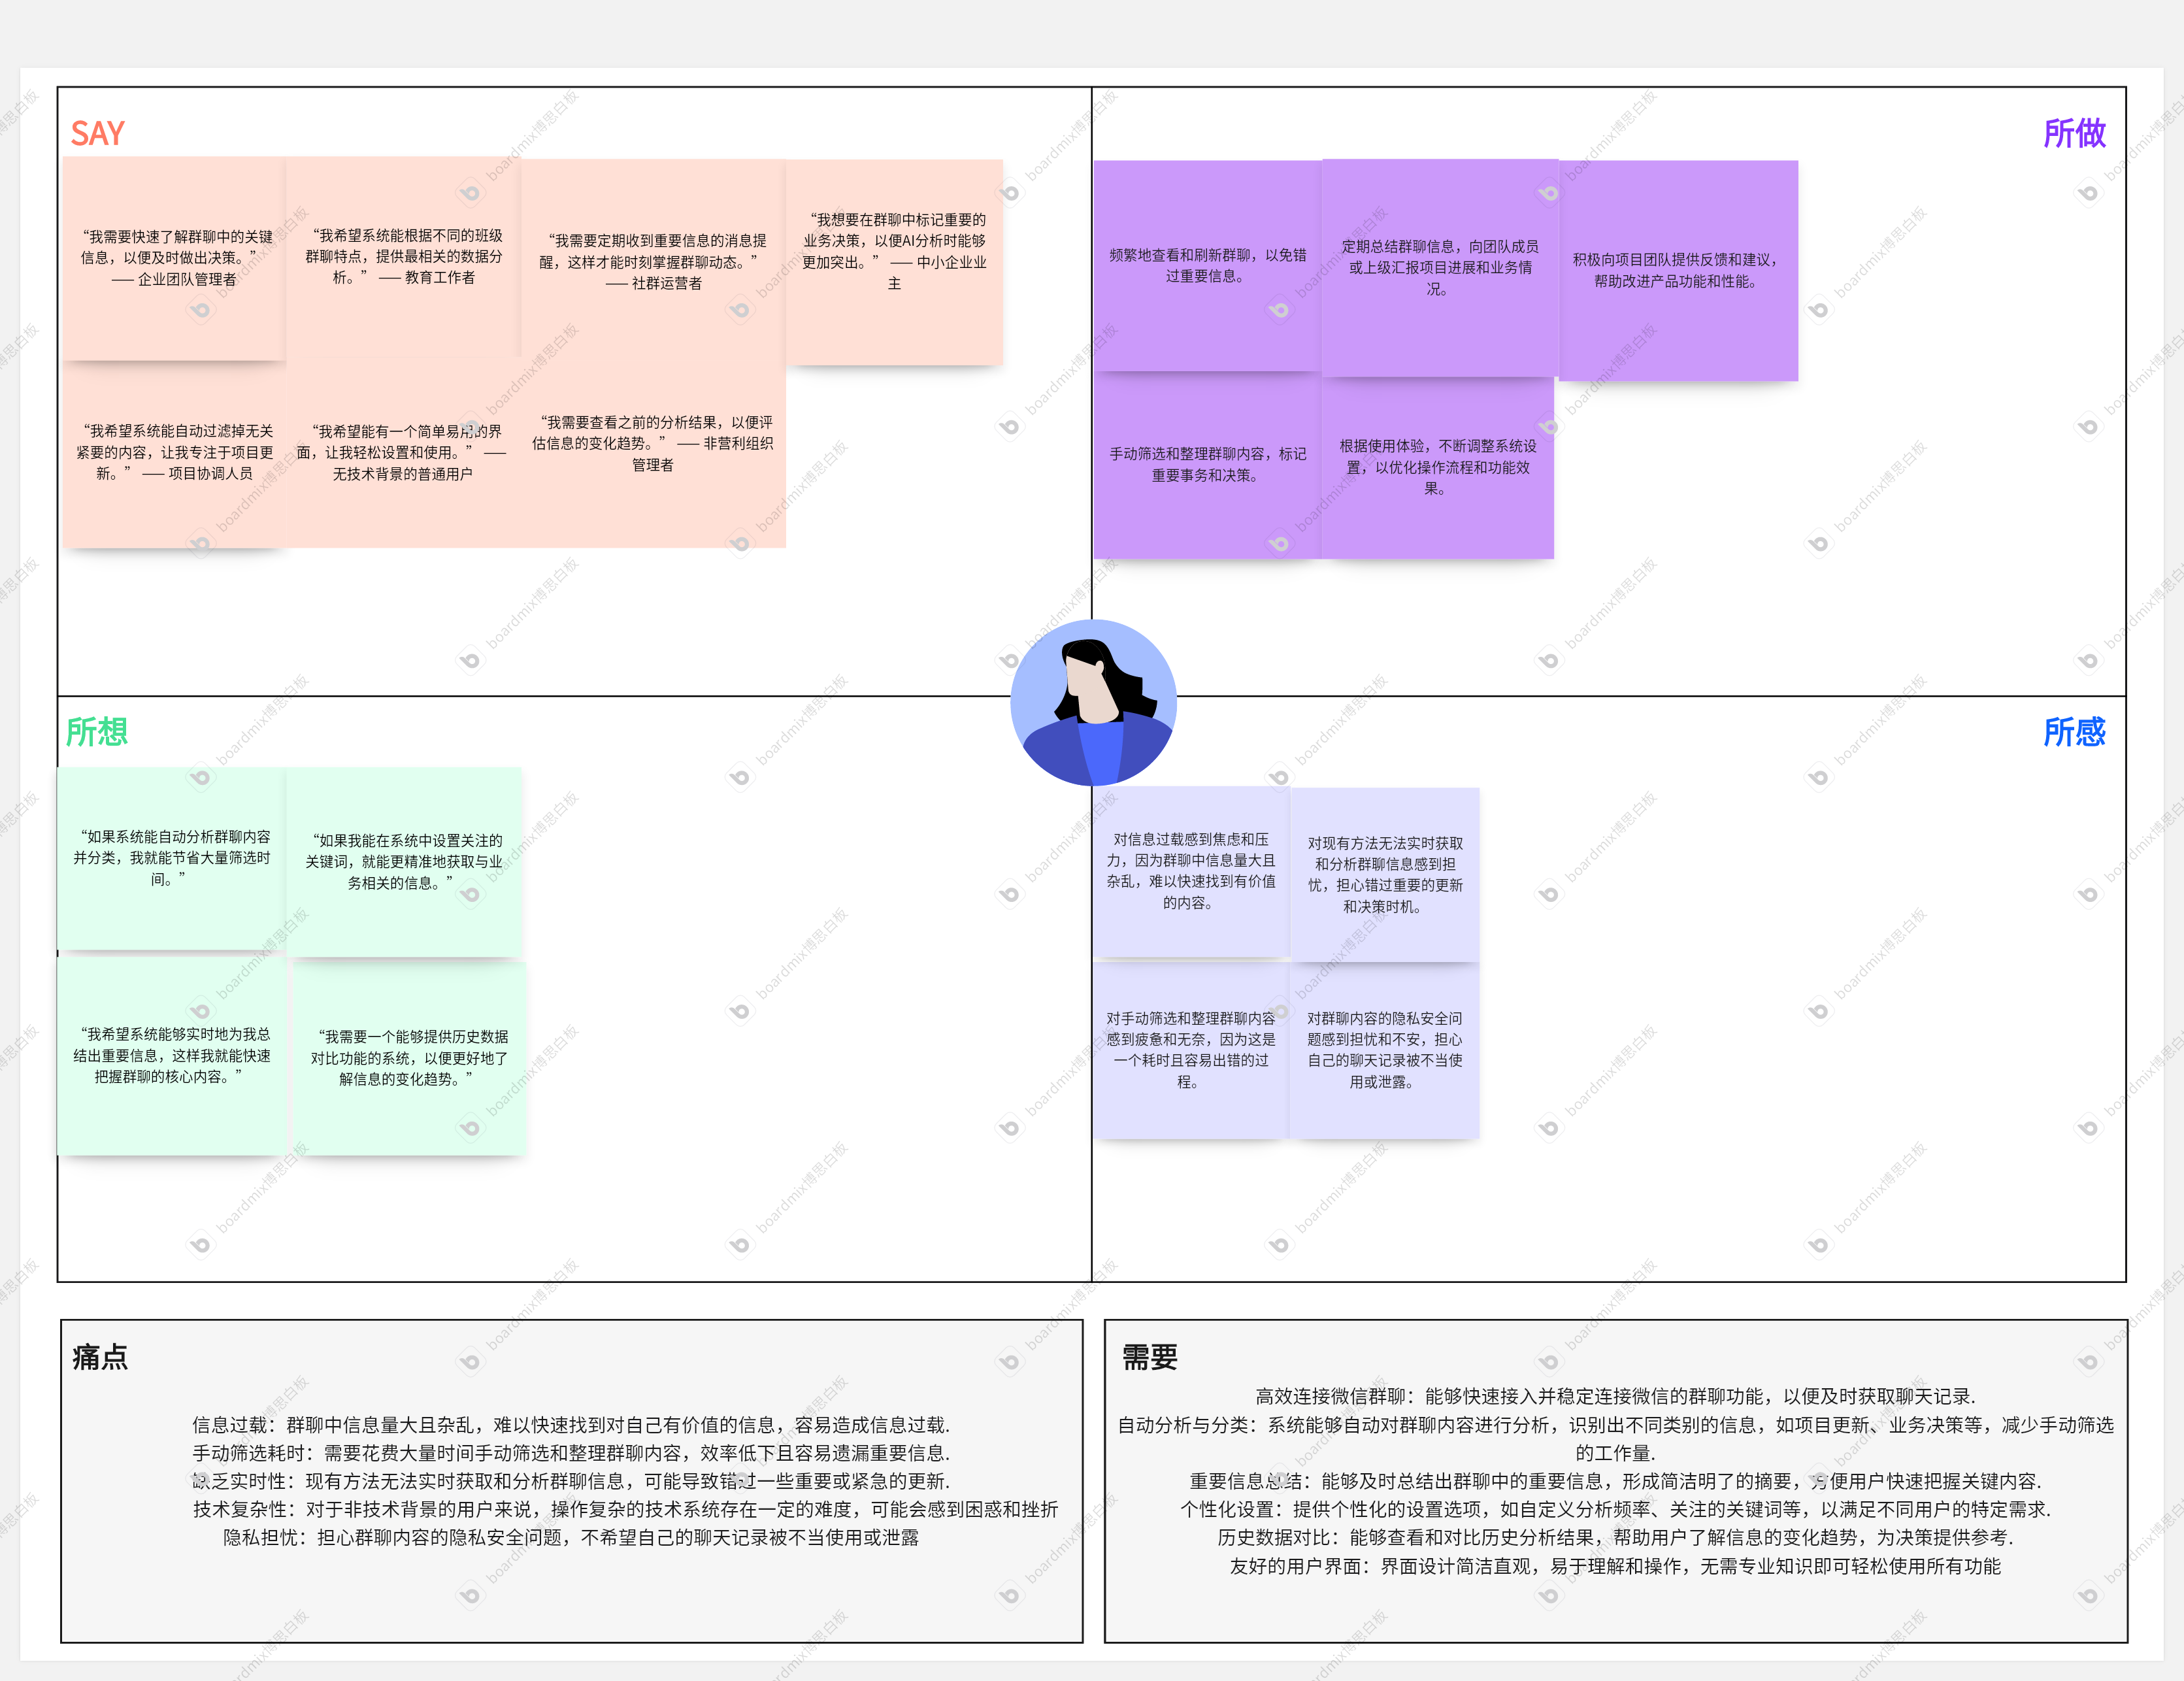 SAY
“我需要快速了解群聊中的关键
信息，以便及时做出决策。”
—— 企业团队管理者
“我希望系统能根据不同的班级
群聊特点，提供最相关的数据分
析。” —— 教育工作者
“我需要定期收到重要信息的消息提
醒，这样才能时刻掌握群聊动态。”
—— 社群运营者
“我想要在群聊中标记重要的
业务决策，以便AI分析时能够
更加突出。” —— 中小企业业
主
“我希望系统能自动过滤掉无关
紧要的内容，让我专注于项目更
新。” —— 项目协调人员
“我希望能有一个简单易用的界
面，让我轻松设置和使用。” ——
无技术背景的普通用户
“我需要查看之前的分析结果，以便评
估信息的变化趋势。” —— 非营利组织
管理者
所做
频繁地查看和刷新群聊，以免错
过重要信息。
定期总结群聊信息，向团队成员
或上级汇报项目进展和业务情
况。
积极向项目团队提供反馈和建议，
帮助改进产品功能和性能。
手动筛选和整理群聊内容，标记
重要事务和决策。
根据使用体验，不断调整系统设
置，以优化操作流程和功能效
果。
所想
“如果系统能自动分析群聊内容
并分类，我就能节省大量筛选时
间。”
“如果我能在系统中设置关注的
关键词，就能更精准地获取与业
务相关的信息。”
“我希望系统能够实时地为我总
结出重要信息，这样我就能快速
把握群聊的核心内容。”
“我需要一个能够提供历史数据
对比功能的系统，以便更好地了
解信息的变化趋势。”
所感
对信息过载感到焦虑和压
力，因为群聊中信息量大且
杂乱，难以快速找到有价值
的内容。
对现有方法无法实时获取
和分析群聊信息感到担
忧，担心错过重要的更新
和决策时机。
对手动筛选和整理群聊内容
感到疲惫和无奈，因为这是
一个耗时且容易出错的过
程。
对群聊内容的隐私安全问
题感到担忧和不安，担心
自己的聊天记录被不当使
用或泄露。
痛点
信息过载：群聊中信息量大且杂乱，难以快速找到对自己有价值的信息，容易造成信息过载.
手动筛选耗时：需要花费大量时间手动筛选和整理群聊内容，效率低下且容易遗漏重要信息.
缺乏实时性：现有方法无法实时获取和分析群聊信息，可能导致错过一些重要或紧急的更新.
技术复杂性：对于非技术背景的用户来说，操作复杂的技术系统存在一定的难度，可能会感到困惑和挫折
隐私担忧：担心群聊内容的隐私安全问题，不希望自己的聊天记录被不当使用或泄露
需要
高效连接微信群聊：能够快速接入并稳定连接微信的群聊功能，以便及时获取聊天记录.
自动分析与分类：系统能够自动对群聊内容进行分析，识别出不同类别的信息，如项目更新、业务决策等，减少手动筛选
的工作量.
重要信息总结：能够及时总结出群聊中的重要信息，形成简洁明了的摘要，方便用户快速把握关键内容.
个性化设置：提供个性化的设置选项，如自定义分析频率、关注的关键词等，以满足不同用户的特定需求.
历史数据对比：能够查看和对比历史分析结果，帮助用户了解信息的变化趋势，为决策提供参考.
友好的用户界面：界面设计简洁直观，易于理解和操作，无需专业知识即可轻松使用所有功能
boardmix博思白板